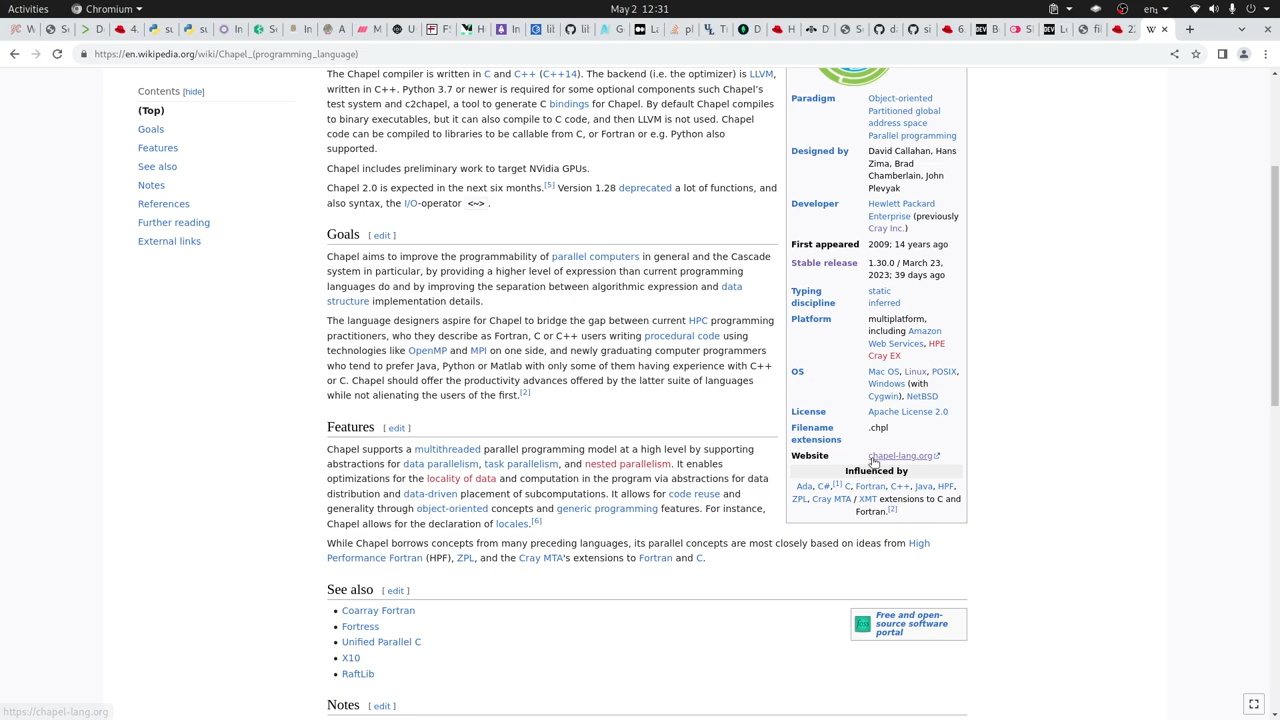 Activities
Chromium
May 2 12:31
https://en.wikipedia.org/wiki/Chapel_(programming_language)
Contents [hide]
(Top)
Goals
Features
See also
Notes
References
Further reading
External links
The Chapel compiler is written in C and C++ (C++14). The backend (i.e. the optimizer) is LLVM,
written in C++. Python 3.7 or newer is required for some optional components such Chapel's
test system and c2chapel, a tool to generate C bindings for Chapel. By default Chapel compiles
to binary executables, but it can also compile to C code, and then LLVM is not used. Chapel
code can be compiled to libraries to be callable from C, or Fortran or e.g. Python also
supported.
Chapel includes preliminary work to target NVidia GPUs.
Chapel 2.0 is expected in the next six months.[5] Version 1.28 deprecated a lot of functions, and
also syntax, the I/O-operator <~> .
Goals [ edit ]
Chapel aims to improve the programmability of parallel computers in general and the Cascade
system in particular, by providing a higher level of expression than current programming
languages do and by improving the separation between algorithmic expression and data
structure implementation details.
The language designers aspire for Chapel to bridge the gap between current HPC programming
practitioners, who they describe as Fortran, C or C++ users writing procedural code using
technologies like OpenMP and MPI on one side, and newly graduating computer programmers
who tend to prefer Java, Python or Matlab with only some of them having experience with C++
or C. Chapel should offer the productivity advances offered by the latter suite of languages
while not alienating the users of the first.[2]
Features [ edit ]
Chapel supports a multithreaded parallel programming model at a high level by supporting
abstractions for data parallelism, task parallelism, and nested parallelism. It enables
optimizations for the locality of data and computation in the program via abstractions for data
distribution and data-driven placement of subcomputations. It allows for code reuse and
generality through object-oriented concepts and generic programming features. For instance,
Chapel allows for the declaration of locales.[6]
While Chapel borrows concepts from many preceding languages, its parallel concepts are most closely based on ideas from High
Performance Fortran (HPF), ZPL, and the Cray MTA's extensions to Fortran and C.
See also [ edit ]
Coarray Fortran
Fortress
Unified Parallel C
X10
RaftLib
Notes [ edit ]
Paradigm Object-oriented
Partitioned global
address space
Parallel programming
Designed by David Callahan, Hans
Zima, Brad
Chamberlain, John
Plevyak
Developer Hewlett Packard
Enterprise (previously
Cray Inc.)
First appeared 2009; 14 years ago
Stable release 1.30.0 / March 23,
2023; 39 days ago
Typing static
discipline inferred
Platform multiplatform,
including Amazon
Web Services, HPE
Cray EX
OS Mac OS, Linux, POSIX,
Windows (with
Cygwin), NetBSD
License Apache License 2.0
Filename .chpl
extensions
Website chapel-lang.org
Influenced by
Ada, C#,[1] C, Fortran, C++, Java, HPF,
ZPL, Cray MTA / XMT extensions to C and
Fortran.[2]
Free and open-
source software
portal
https://chapel-lang.org